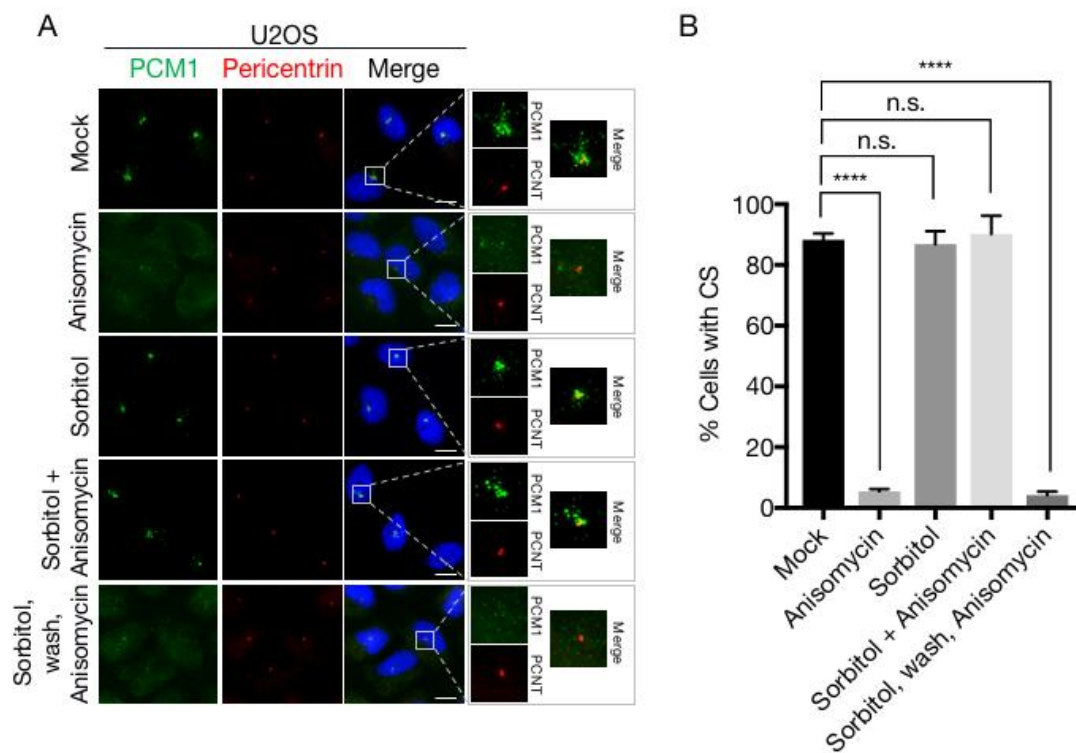 A
U2OS
PCM1 Pericentrin Merge
Mock
PCM1
PCNT
Merge
Anisomycin
PCM1
PCNT
Merge
Sorbitol
PCM1
PCNT
Merge
Sorbitol +
Anisomycin
PCM1
PCNT
Merge
Sorbitol,
wash,
Anisomycin
PCM1
PCNT
Merge
B
****
n.s.
n.s.
****
% Cells with CS
100
80
60
40
20
0
Mock
Anisomycin
Sorbitol
Sorbitol + Anisomycin
Sorbitol, wash, Anisomycin